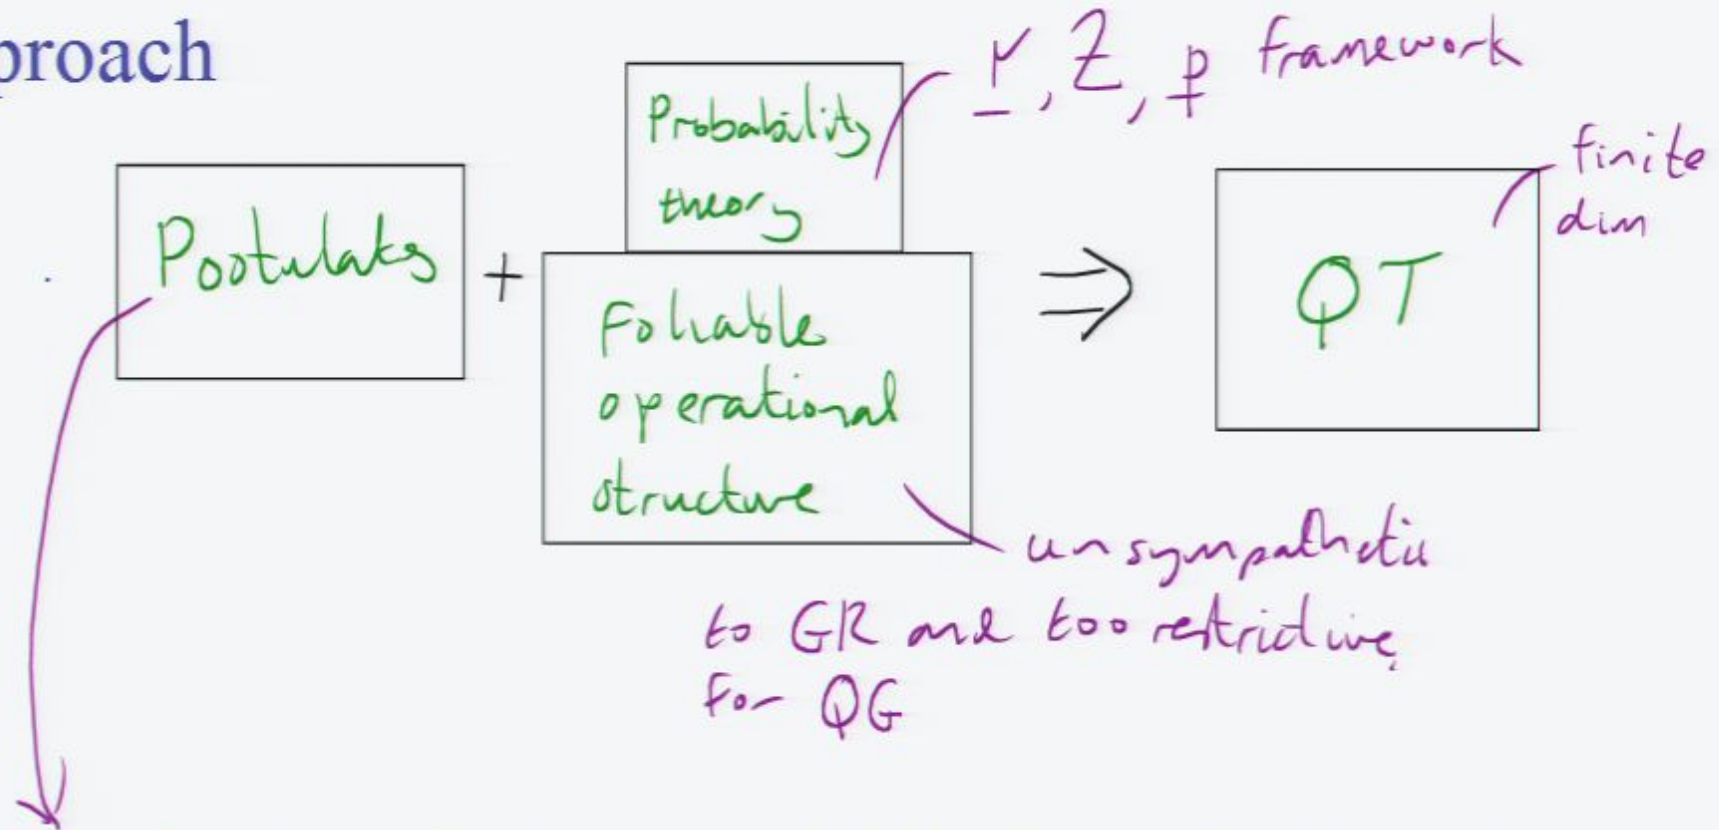 proach
r, Z, p framework
Probability
theory
finite
dim
Postulates
+
Foliable
operational
structure
⇒
QT
unsympathetic
to GR and too restrictive
for QG